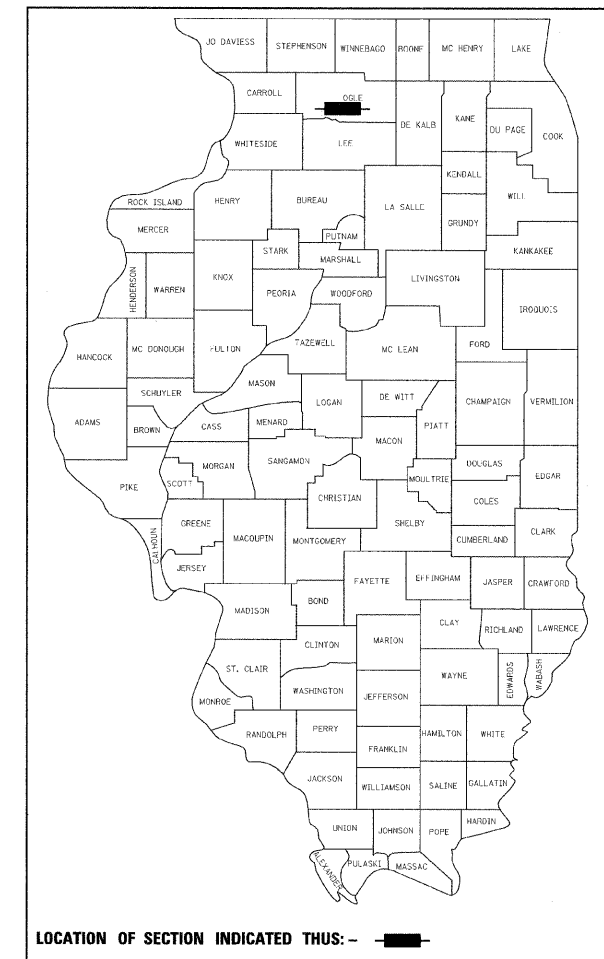 JO DAVIESS STEPHENSON WINNEBAGO BOONE MC HENRY LAKE
CARROLL OGLE
DE KALB KANE DU PAGE COOK
WHITESIDE LEE
KENDALL
WILL
ROCK ISLAND HENRY BUREAU LA SALLE GRUNDY
MERCER PUTNAM
STARK MARSHALL KANKAKEE
HENDERSON WARREN KNOX PEORIA WOODFORD LIVINGSTON
IROQUOIS
HANCOCK MC DONOUGH FULTON TAZEWELL MC LEAN FORD
MASON
SCHUYLER LOGAN DE WITT CHAMPAIGN VERMILION
ADAMS BROWN CASS MENARD PIATT
MACON
PIKE SCOTT MORGAN SANGAMON DOUGLAS EDGAR
CHRISTIAN MOULTRIE
COLES
GREENE MACOUPIN MONTGOMERY SHELBY CLARK
CALHOUN CUMBERLAND
JERSEY
FAYETTE EFFINGHAM JASPER CRAWFORD
MADISON BOND
CLAY RICHLAND LAWRENCE
CLINTON MARION
ST. CLAIR WAYNE EDWARDS WABASH
MONROE WASHINGTON JEFFERSON
RANDOLPH PERRY HAMILTON WHITE
FRANKLIN
JACKSON WILLIAMSON SALINE GALLATIN
UNION JOHNSON POPE HARDIN
ALEXANDER PULASKI MASSAC
LOCATION OF SECTION INDICATED THUS: -